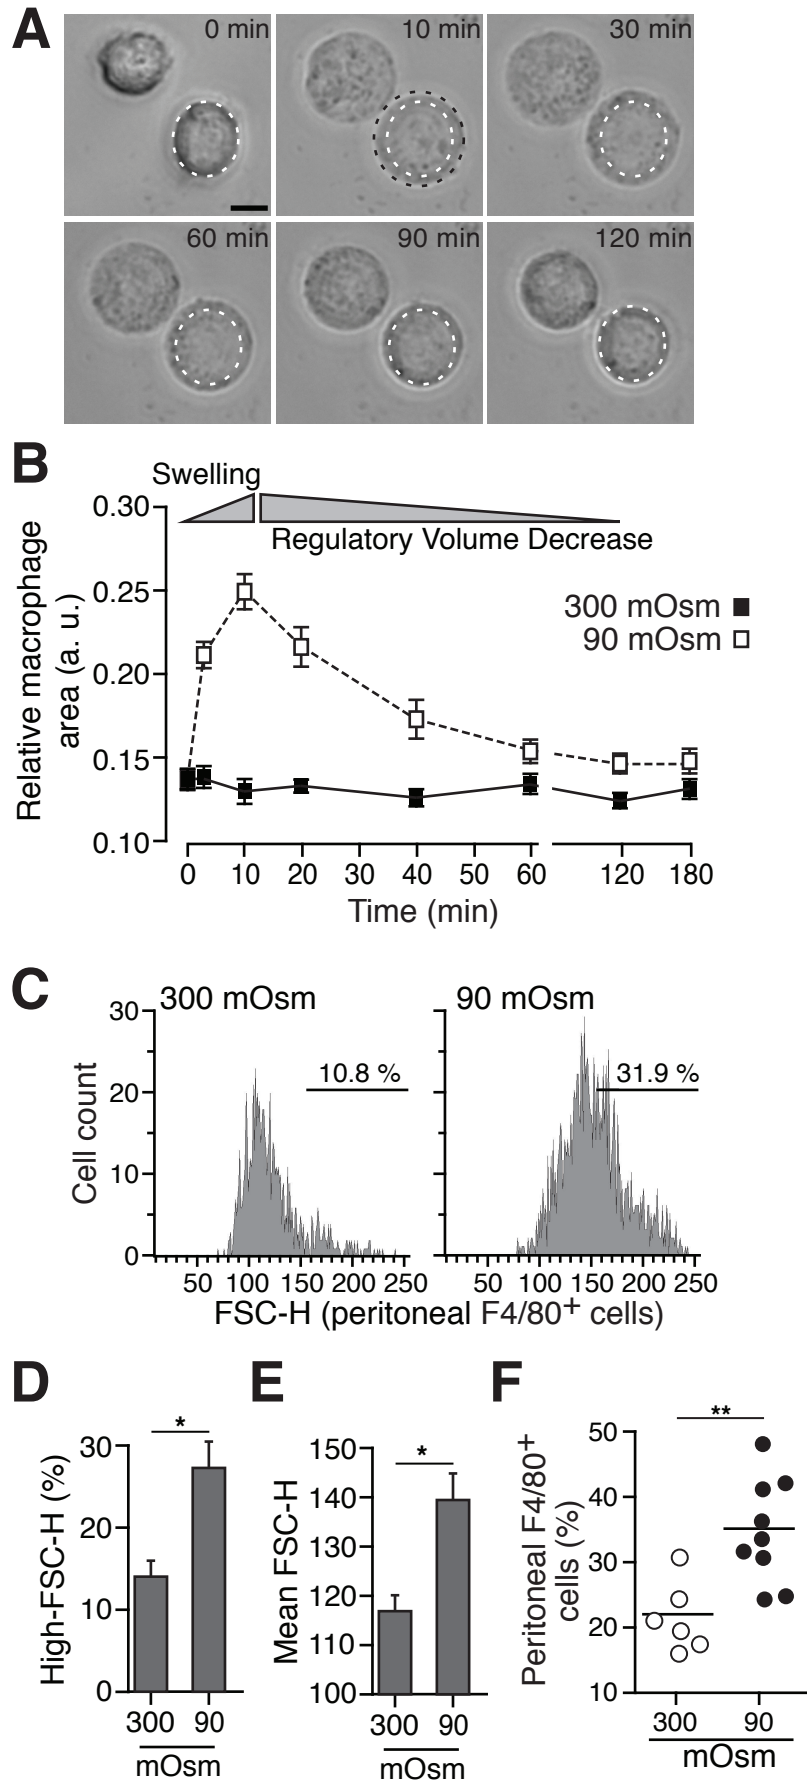 A
0 min
10 min
30 min
60 min
90 min
120 min
B
Swelling
Regulatory Volume Decrease
300 mOsm
90 mOsm
Relative macrophage
area (a. u.)
0.30
0.25
0.20
0.15
0.10
0 10 20 30 40 50 60 120 180
Time (min)
C
300 mOsm
90 mOsm
10.8 %
31.9 %
Cell count
30
20
10
0
50 100 150 200 250
50 100 150 200 250
FSC-H (peritoneal F4/80+ cells)
D
High-FSC-H (%)
30
20
10
0
*
300 90
mOsm
E
Mean FSC-H
150
140
130
120
110
100
*
300 90
mOsm
F
Peritoneal F4/80+
cells (%)
50
40
30
20
10
**
300 90
mOsm